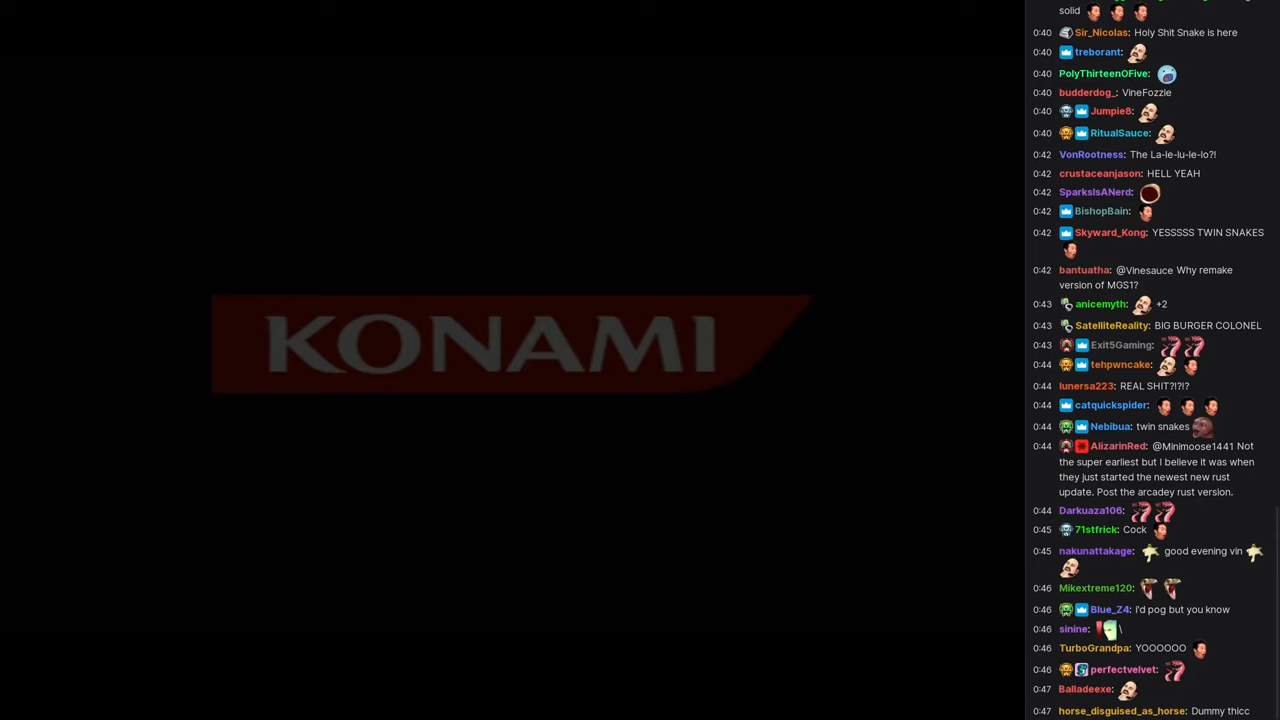 KONAMI
solid
0:40 Sir_Nicolas: Holy Shit Snake is here
0:40 treborant:
0:40 PolyThirteenOFive:
0:40 budderdog_: VineFozzie
0:40 Jumpie8:
0:40 RitualSauce:
0:42 VonRootness: The La-le-lu-le-lo?!
0:42 crustaceanjason: HELL YEAH
0:42 SparksIsANerd:
0:42 BishopBain:
0:42 Skyward_Kong: YESSSSS TWIN SNAKES
0:42 bantuatha: @Vinesauce Why remake
version of MGS1?
0:43 anicemyth: +2
0:43 SatelliteReality: BIG BURGER COLONEL
0:43 Exit5Gaming:
0:44 tehpwncake:
0:44 lunersa223: REAL SHIT?!?!?
0:44 catquickspider:
0:44 Nebibua: twin snakes
0:44 AlizarinRed: @Minimoose1441 Not
the super earliest but I believe it was when
they just started the newest new rust
update. Post the arcadey rust version.
0:44 Darkuaza106:
0:45 71stfrick: Cock
0:45 nakunattakage: good evening vin
0:46 Mikextreme120:
0:46 Blue_Z4: i'd pog but you know
0:46 sinine: \
0:46 TurboGrandpa: YOOOOOO
0:46 perfectvelvet:
0:47 Balladeexe:
0:47 horse_disguised_as_horse: Dummy thicc